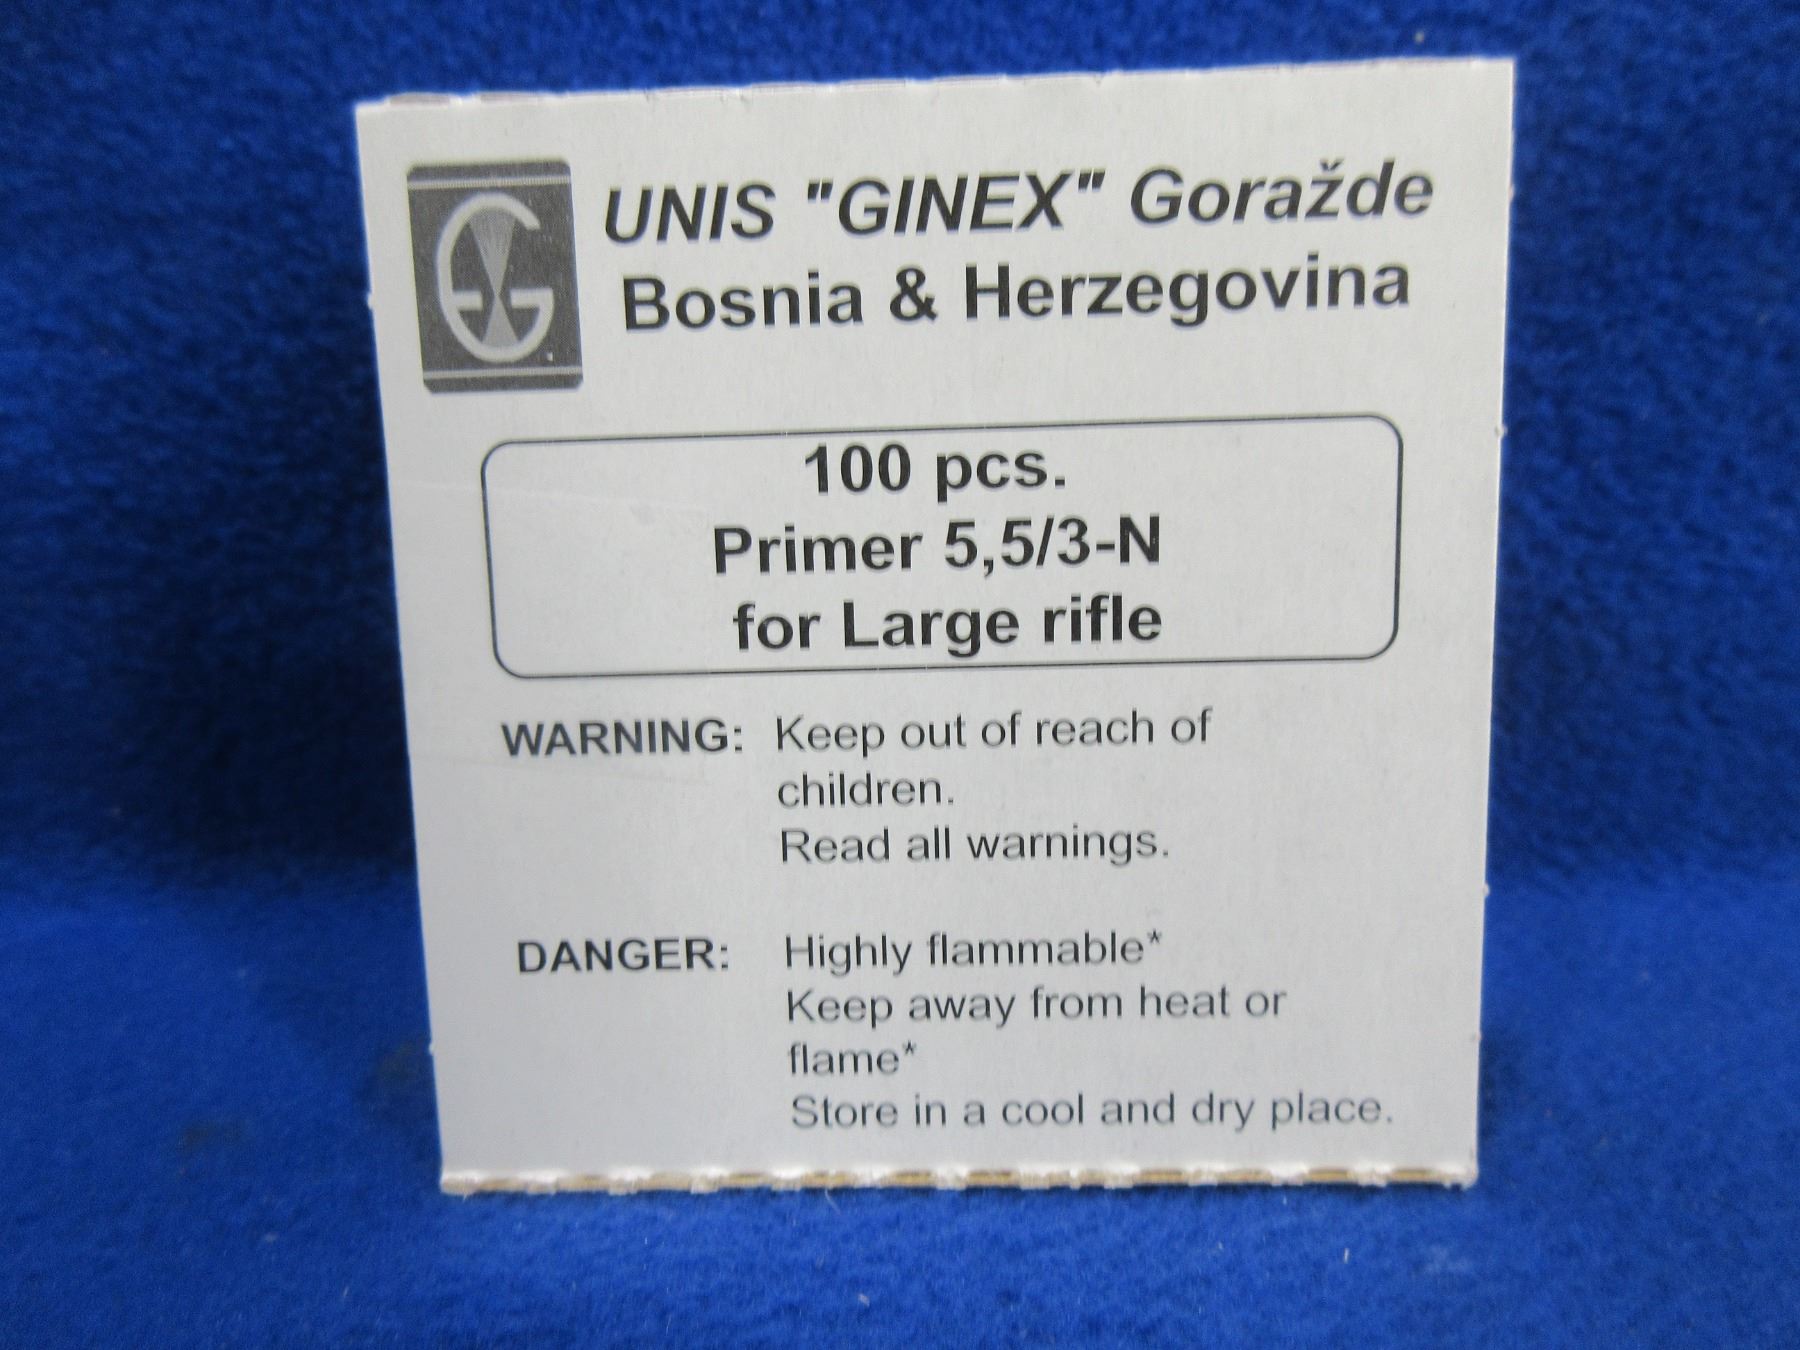 UNIS "GINEX" Goražde
Bosnia & Herzegovina
100 pcs.
Primer 5,5/3-N
for Large rifle
WARNING: Keep out of reach of
children.
Read all warnings.
DANGER: Highly flammable*
Keep away from heat or
flame*
Store in a cool and dry place.